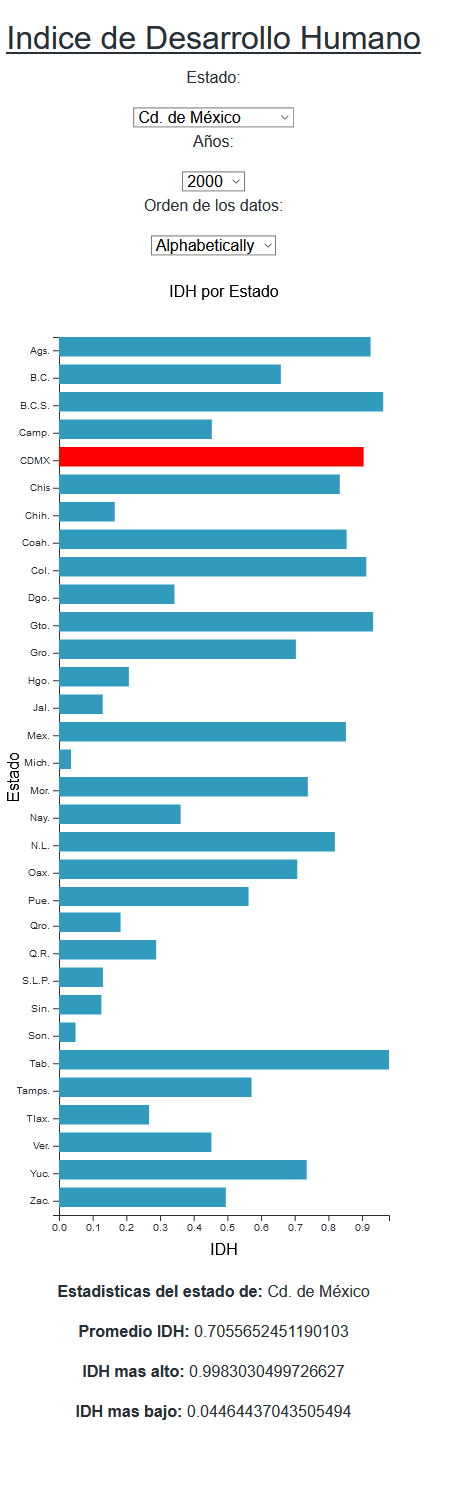 Indice de Desarrollo Humano
Estado:
Cd. de México
Años:
2000
Orden de los datos:
Alphabetically
IDH por Estado
Ags.
B.C.
B.C.S.
Camp.
CDMX
Chis
Chih.
Coah.
Col.
Dgo.
Gto.
Gro.
Hgo.
Jal.
Mex.
Mich.
Mor.
Nay.
N.L.
Oax.
Pue.
Qro.
Q.R.
S.L.P.
Sin.
Son.
Tab.
Tamps.
Tlax.
Ver.
Yuc.
Zac.
Estado
0.0 0.1 0.2 0.3 0.4 0.5 0.6 0.7 0.8 0.9
IDH
Estadisticas del estado de: Cd. de México
Promedio IDH: 0.7055652451190103
IDH mas alto: 0.9983030499726627
IDH mas bajo: 0.04464437043505494